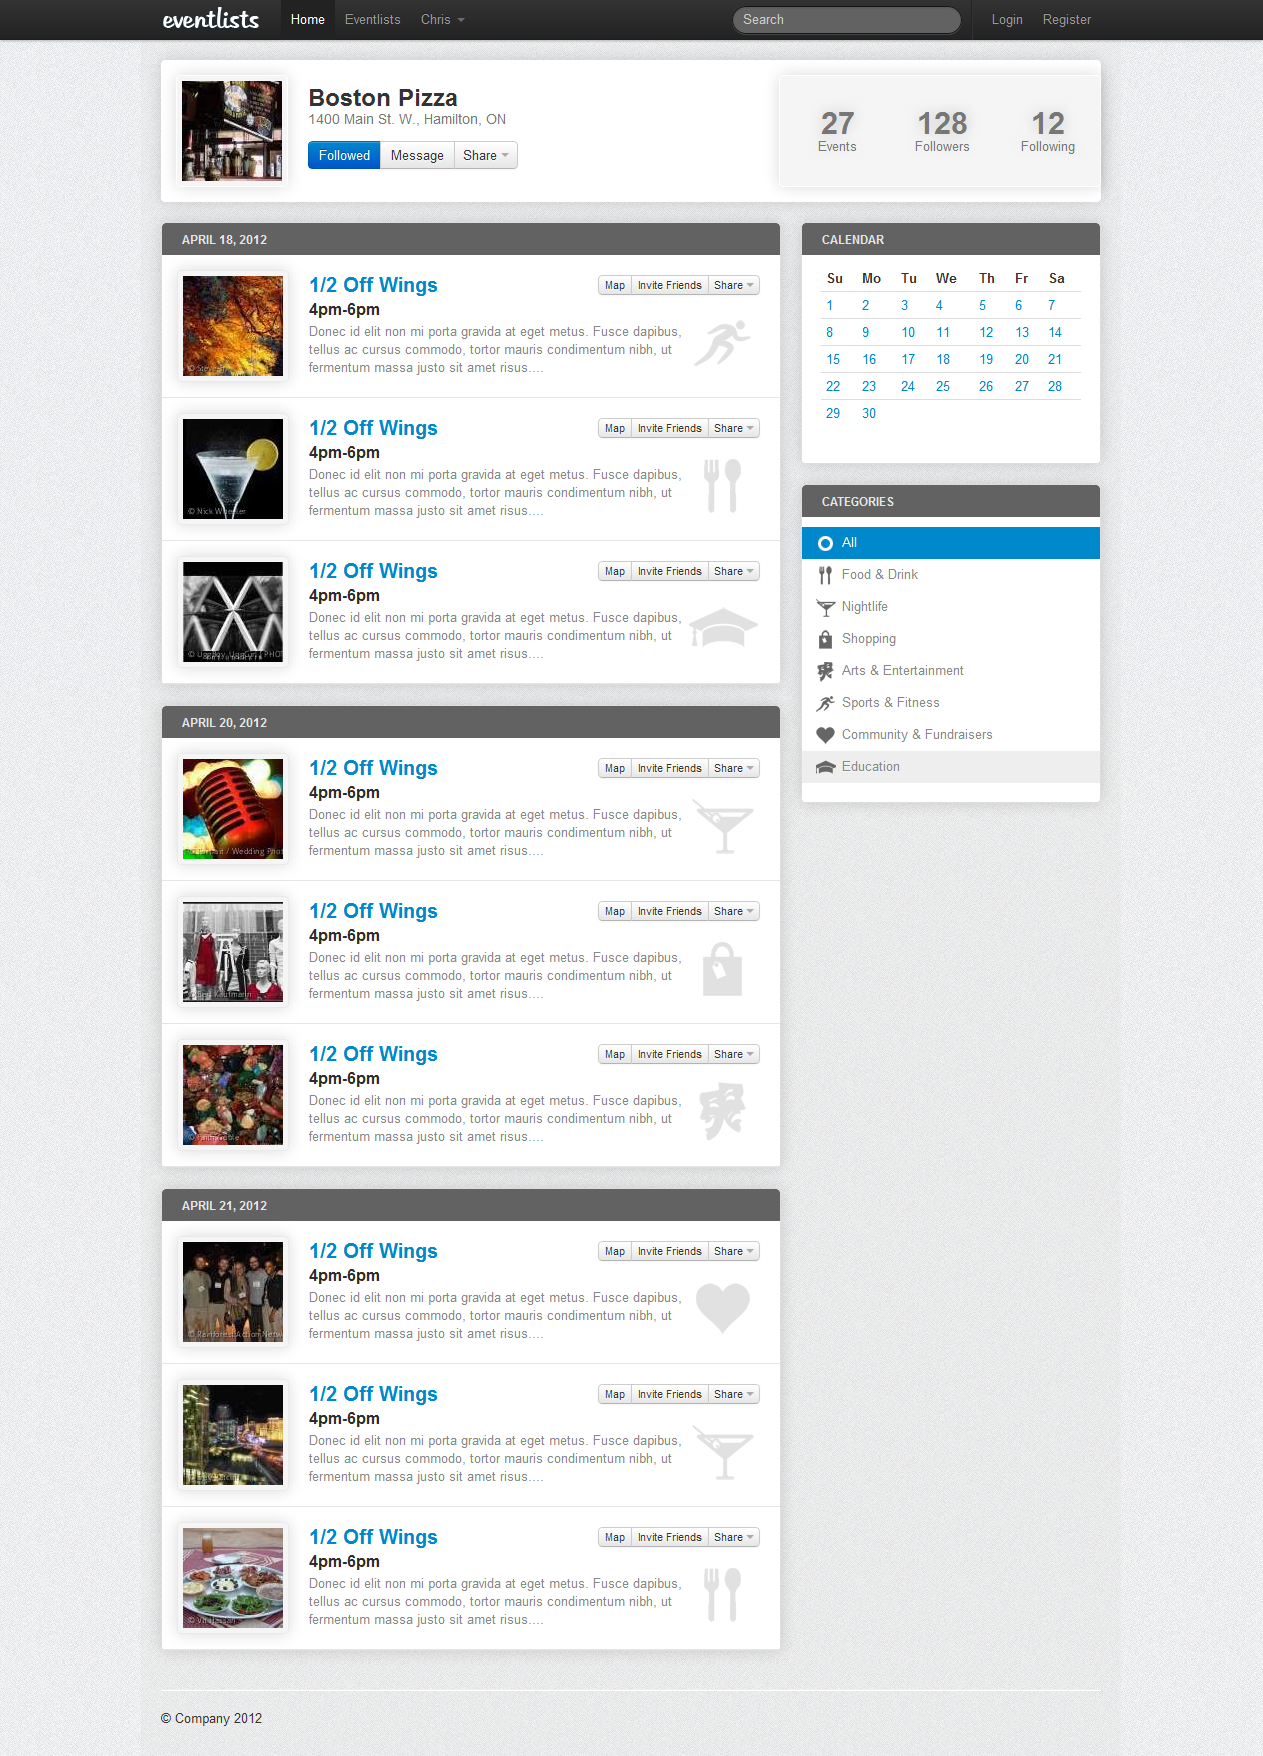 eventlists Home Eventlists Chris Search Login Register
Boston Pizza
1400 Main St. W., Hamilton, ON
Followed Message Share
27 128 12
Events Followers Following
APRIL 18, 2012
1/2 Off Wings
Map Invite Friends Share
4pm-6pm
Donec id elit non mi porta gravida at eget metus. Fusce dapibus,
tellus ac cursus commodo, tortor mauris condimentum nibh, ut
fermentum massa justo sit amet risus....
1/2 Off Wings
Map Invite Friends Share
4pm-6pm
Donec id elit non mi porta gravida at eget metus. Fusce dapibus,
tellus ac cursus commodo, tortor mauris condimentum nibh, ut
fermentum massa justo sit amet risus....
© Nick Wheeler
1/2 Off Wings
Map Invite Friends Share
4pm-6pm
Donec id elit non mi porta gravida at eget metus. Fusce dapibus,
tellus ac cursus commodo, tortor mauris condimentum nibh, ut
fermentum massa justo sit amet risus....
APRIL 20, 2012
1/2 Off Wings
Map Invite Friends Share
4pm-6pm
Donec id elit non mi porta gravida at eget metus. Fusce dapibus,
tellus ac cursus commodo, tortor mauris condimentum nibh, ut
fermentum massa justo sit amet risus....
/ Wedding Phot
1/2 Off Wings
Map Invite Friends Share
4pm-6pm
Donec id elit non mi porta gravida at eget metus. Fusce dapibus,
tellus ac cursus commodo, tortor mauris condimentum nibh, ut
fermentum massa justo sit amet risus....
Kaufmann
1/2 Off Wings
Map Invite Friends Share
4pm-6pm
Donec id elit non mi porta gravida at eget metus. Fusce dapibus,
tellus ac cursus commodo, tortor mauris condimentum nibh, ut
fermentum massa justo sit amet risus....
APRIL 21, 2012
1/2 Off Wings
Map Invite Friends Share
4pm-6pm
Donec id elit non mi porta gravida at eget metus. Fusce dapibus,
tellus ac cursus commodo, tortor mauris condimentum nibh, ut
fermentum massa justo sit amet risus....
© Rainforest Action Netw
1/2 Off Wings
Map Invite Friends Share
4pm-6pm
Donec id elit non mi porta gravida at eget metus. Fusce dapibus,
tellus ac cursus commodo, tortor mauris condimentum nibh, ut
fermentum massa justo sit amet risus....
1/2 Off Wings
Map Invite Friends Share
4pm-6pm
Donec id elit non mi porta gravida at eget metus. Fusce dapibus,
tellus ac cursus commodo, tortor mauris condimentum nibh, ut
fermentum massa justo sit amet risus....
CALENDAR
Su Mo Tu We Th Fr Sa
1 2 3 4 5 6 7
8 9 10 11 12 13 14
15 16 17 18 19 20 21
22 23 24 25 26 27 28
29 30
CATEGORIES
All
Food & Drink
Nightlife
Shopping
Arts & Entertainment
Sports & Fitness
Community & Fundraisers
Education
© Company 2012